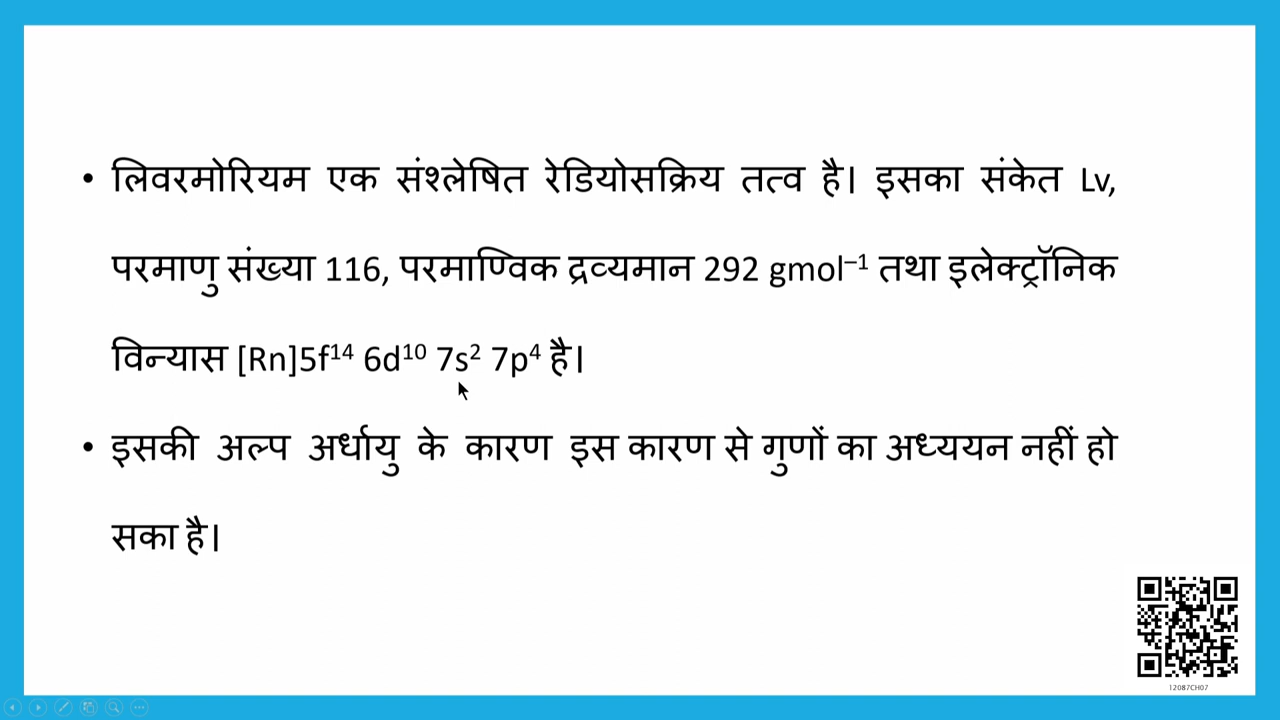 • लिवरमोरियम एक संश्लेषित रेडियोसक्रिय तत्व है। इसका संकेत Lv,
परमाणु संख्या 116, परमाण्विक द्रव्यमान 292 gmol⁻¹ तथा इलेक्ट्रॉनिक
विन्यास [Rn]5f¹⁴ 6d¹⁰ 7s² 7p⁴ है।
• इसकी अल्प अर्धायु के कारण इस कारण से गुणों का अध्ययन नहीं हो
सका है।
12087CH07